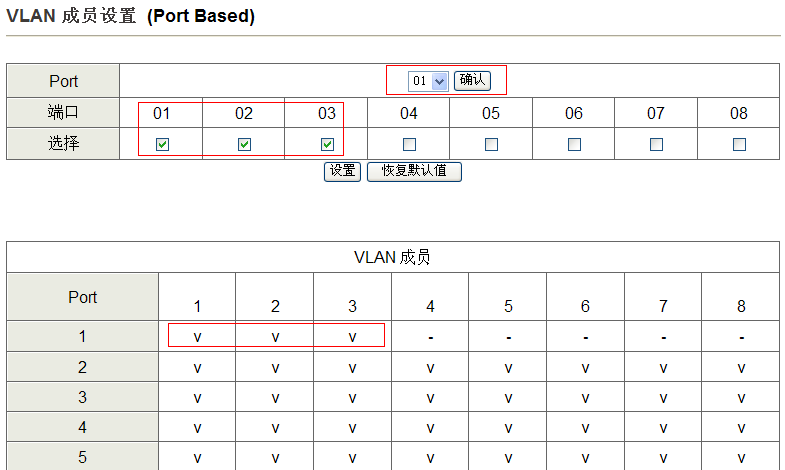 VLAN 成员设置 (Port Based)
Port 01 确认
端口 01 02 03 04 05 06 07 08
选择
设置 恢复默认值
VLAN 成员
Port 1 2 3 4 5 6 7 8
1 v v v - - - - -
2 v v v v v v v v
3 v v v v v v v v
4 v v v v v v v v
5 v v v v v v v v